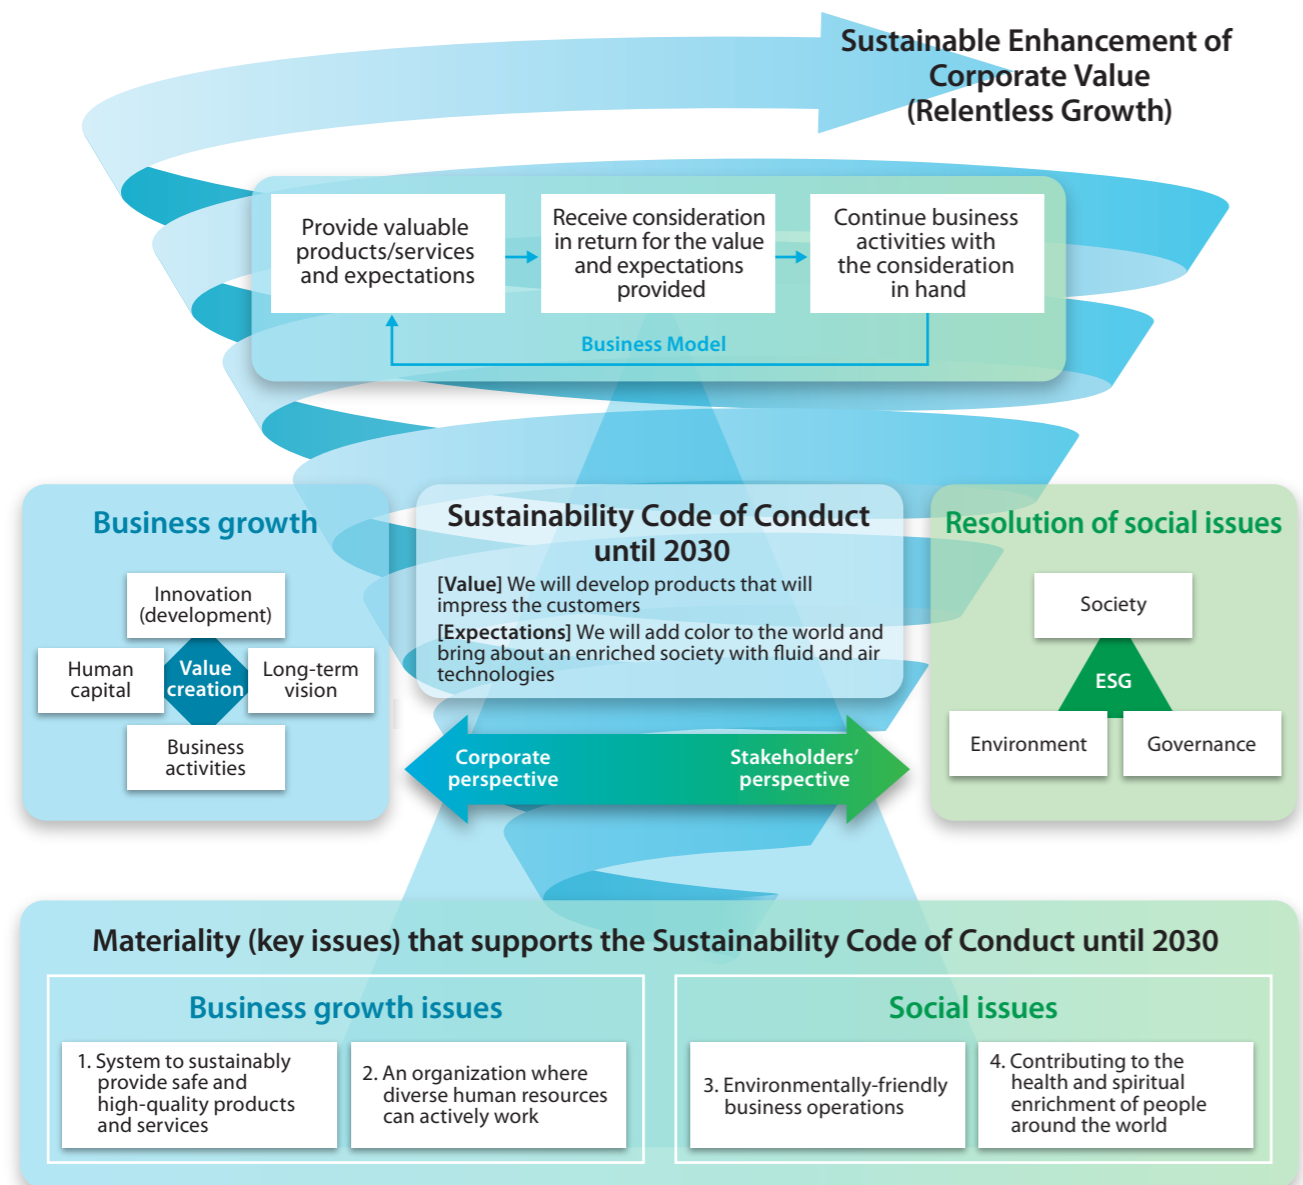 Sustainable Enhancement of
Corporate Value
(Relentless Growth)
Provide valuable
products/services
and expectations
Receive consideration
in return for the value
and expectations
provided
Continue business
activities with
the consideration
in hand
Business Model
Business growth
Innovation
(development)
Human
capital
Value
creation
Long-term
vision
Business
activities
Sustainability Code of Conduct
until 2030
[Value] We will develop products that will
impress the customers
[Expectations] We will add color to the world and
bring about an enriched society with fluid and air
technologies
Corporate
perspective
Stakeholders’
perspective
Resolution of social issues
Society
ESG
Environment
Governance
Materiality (key issues) that supports the Sustainability Code of Conduct until 2030
Business growth issues
1. System to sustainably
provide safe and
high-quality products
and services
2. An organization where
diverse human resources
can actively work
Social issues
3. Environmentally-friendly
business operations
4. Contributing to the
health and spiritual
enrichment of people
around the world